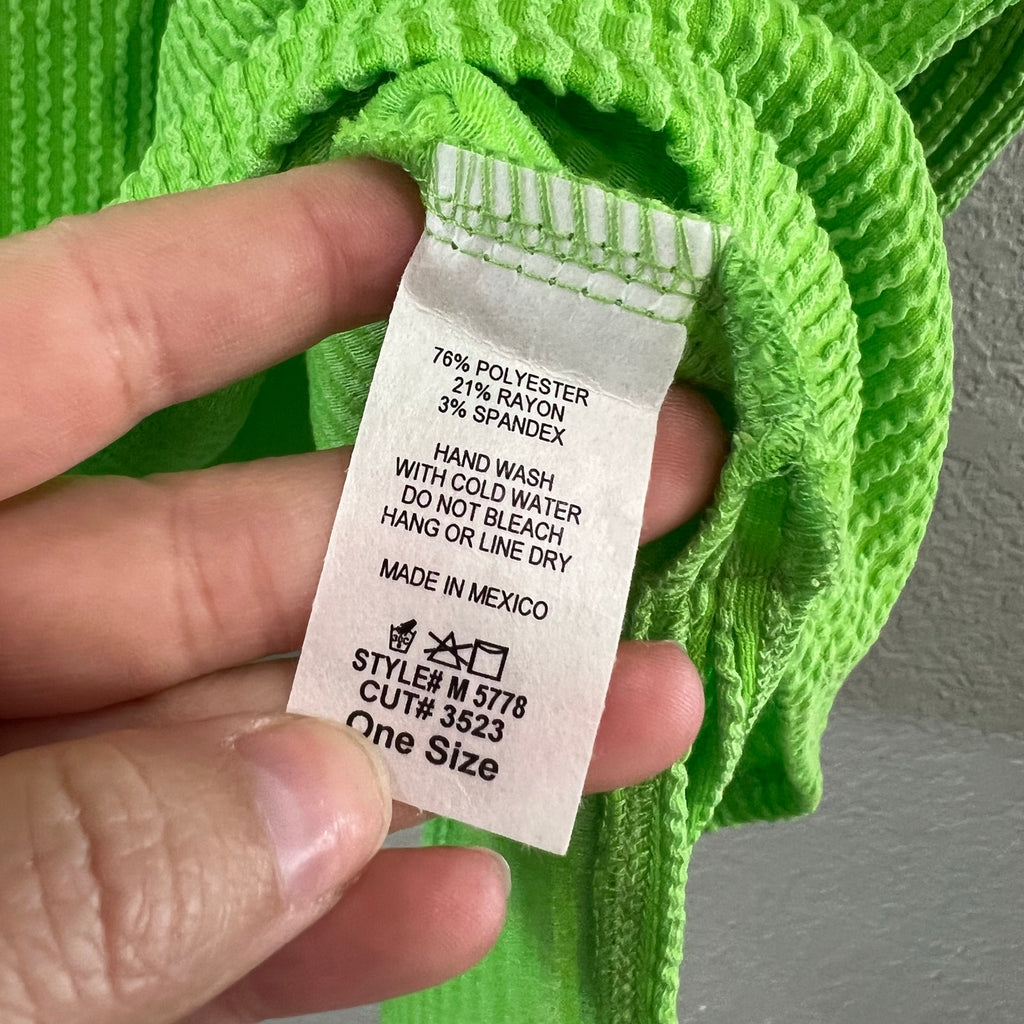 76% POLYESTER
21% RAYON
3% SPANDEX
HAND WASH
WITH COLD WATER
DO NOT BLEACH
HANG OR LINE DRY
MADE IN MEXICO
STYLE# M 5778
CUT# 3523
One Size